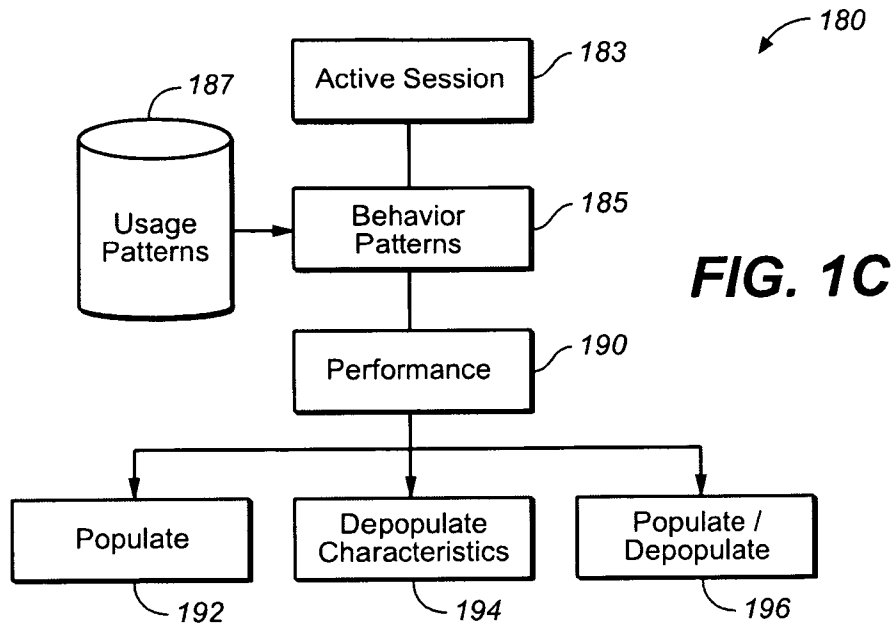 180
183
Active Session
187
Usage
Patterns
Behavior
Patterns
185
FIG. 1C
190
Performance
Populate
Depopulate
Characteristics
Populate /
Depopulate
192
194
196